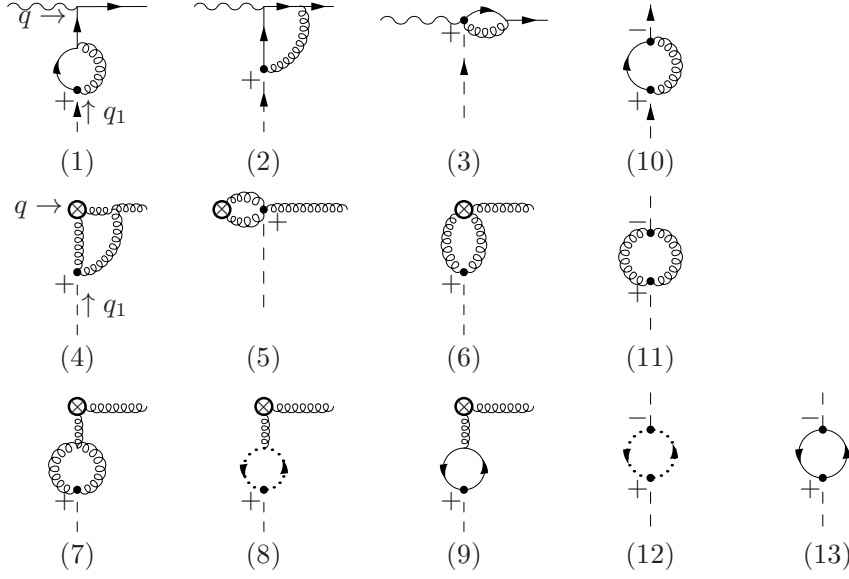 q →
+
+
+
−
+
↑ q₁
(1) (2) (3) (10)
q →
+
+
+
−
+
↑ q₁
(4) (5) (6) (11)
+
+
+
−
+
−
+
(7) (8) (9) (12) (13)